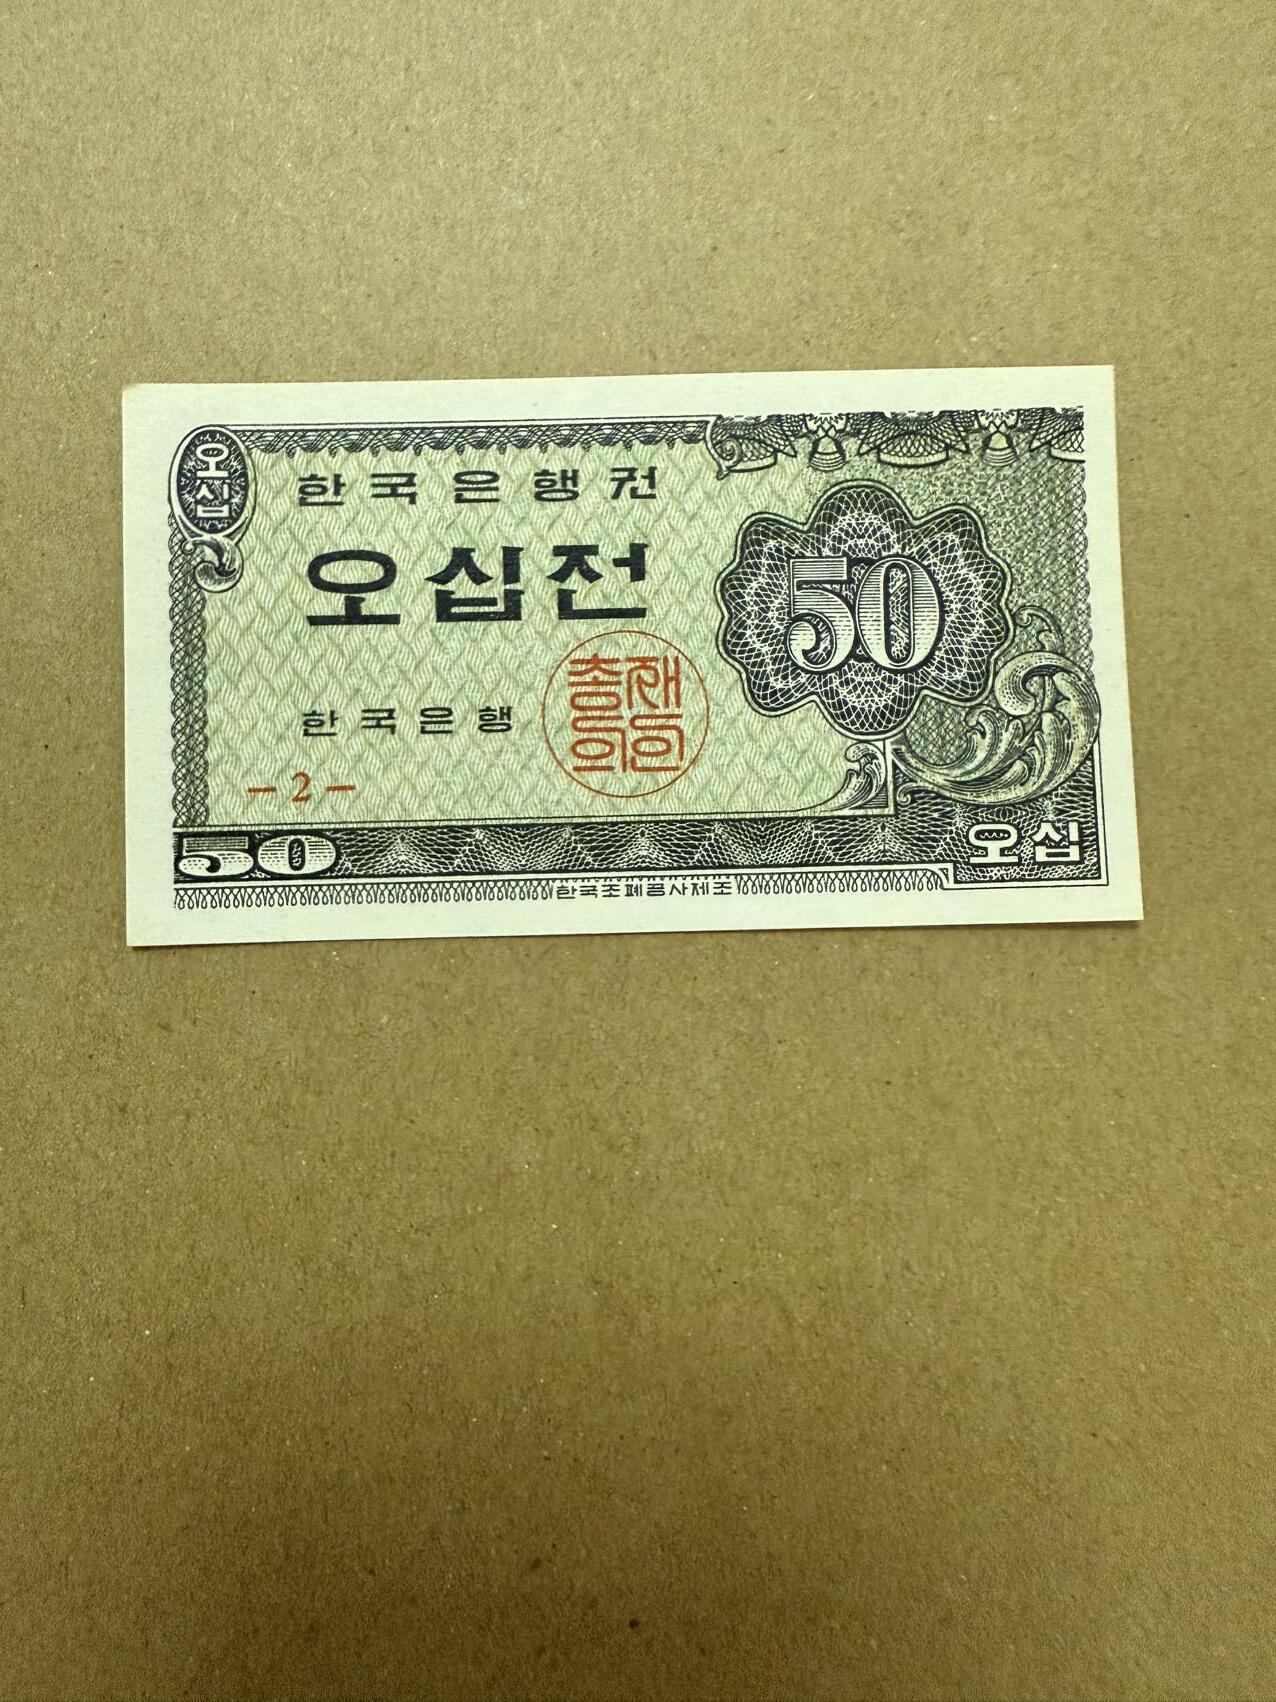 오십
한국은행권
오십전
50
총재
의인
한국은행
– 2 –
50
오십
한국조폐공사제조